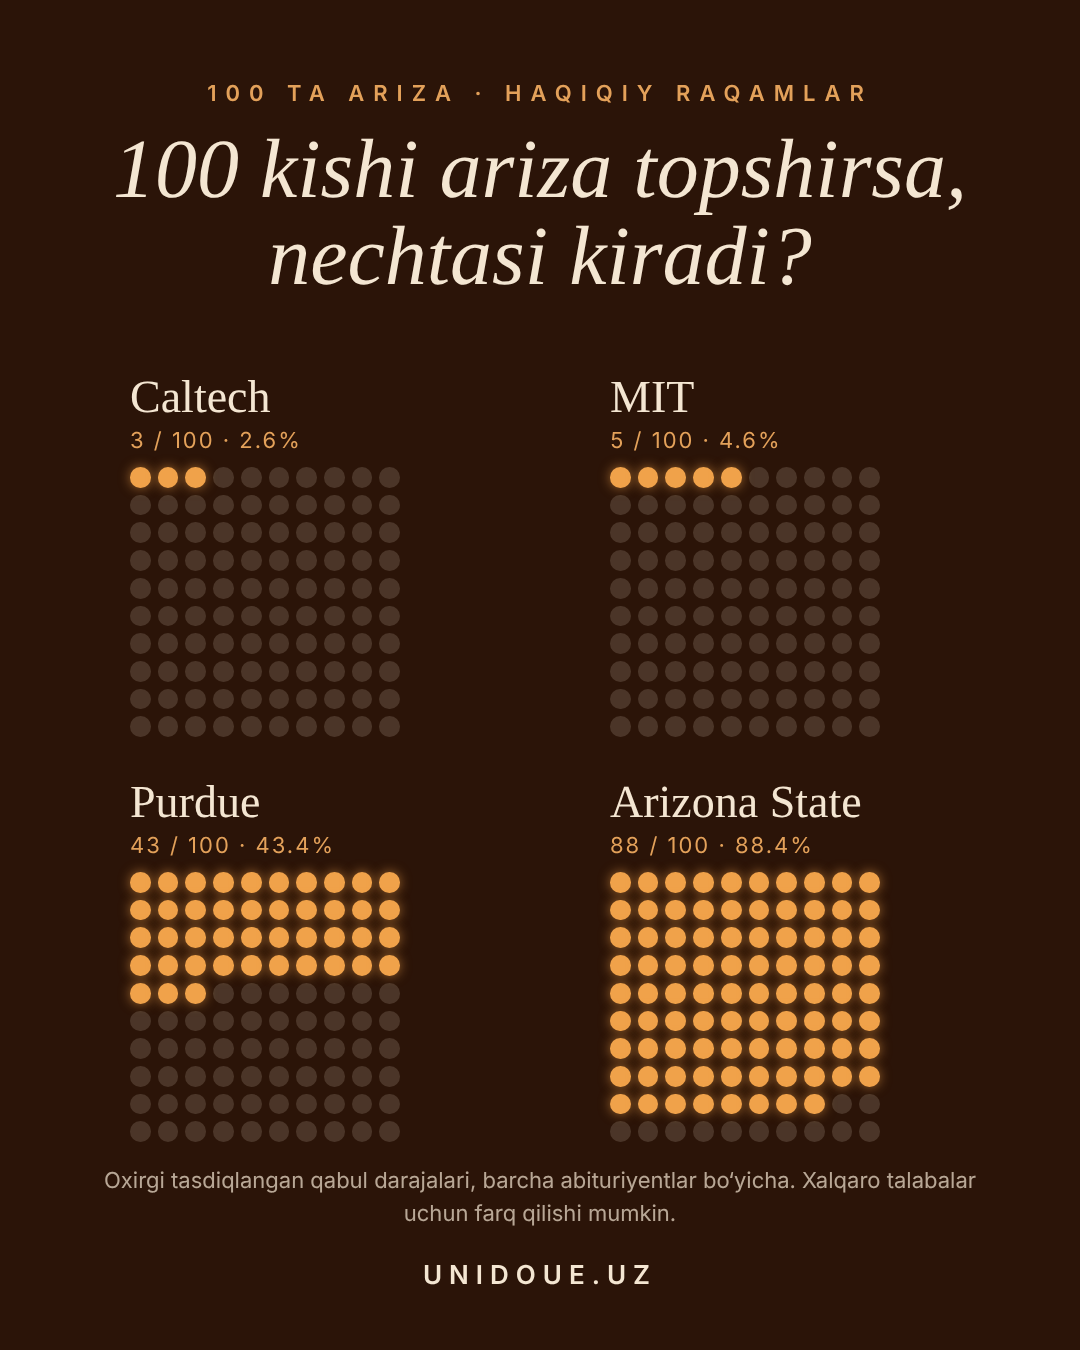 100 TA ARIZA · HAQIQIY RAQAMLAR
100 kishi ariza topshirsa,
nechtasi kiradi?
Caltech
3 / 100 · 2.6%
MIT
5 / 100 · 4.6%
Purdue
43 / 100 · 43.4%
Arizona State
88 / 100 · 88.4%
Oxirgi tasdiqlangan qabul darajalari, barcha abituriyentlar boʻyicha. Xalqaro talabalar
uchun farq qilishi mumkin.
UNIDOUE.UZ